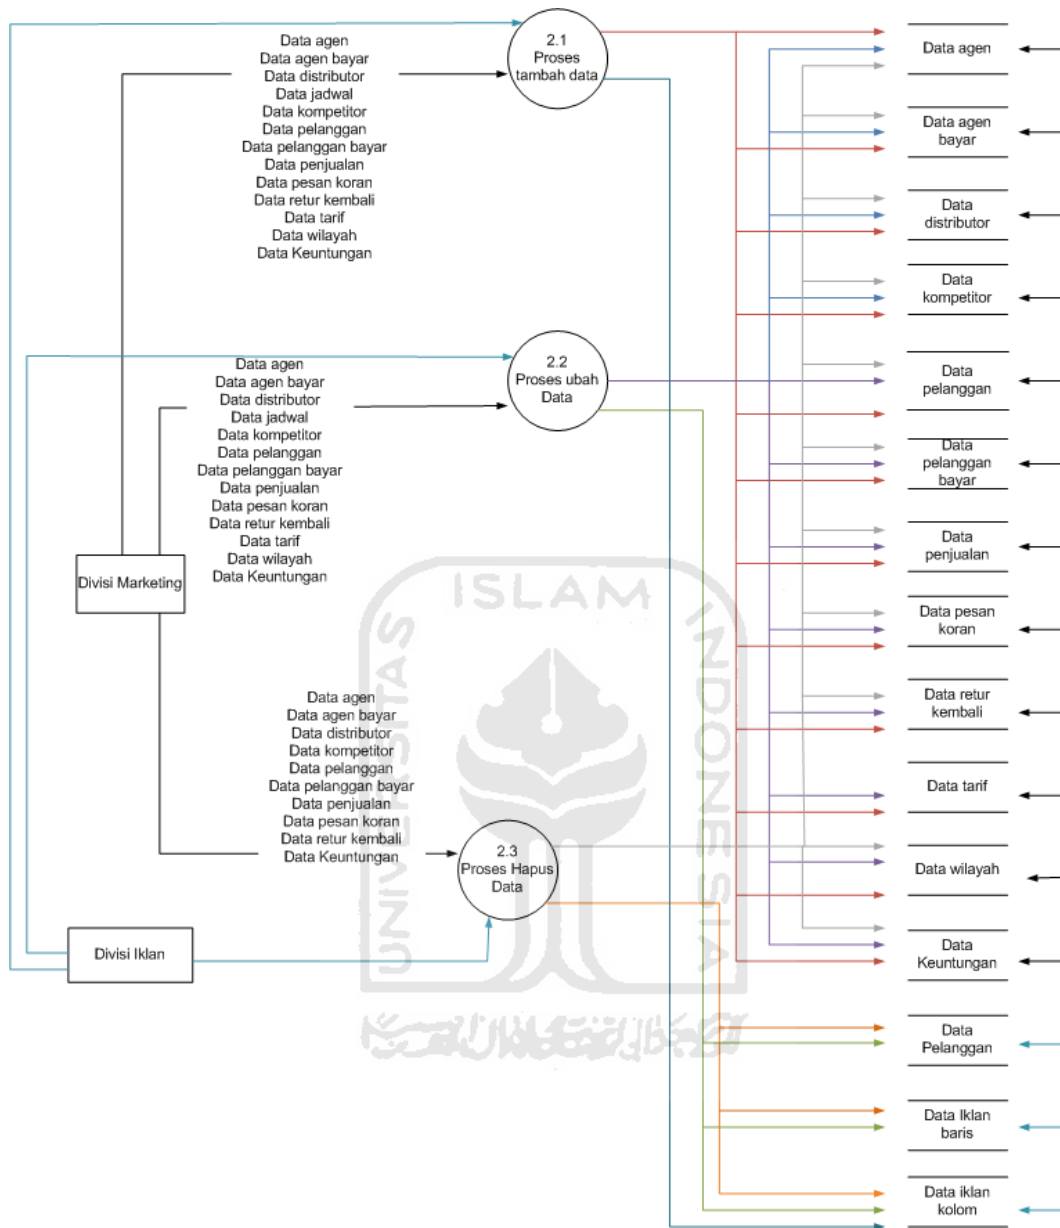 2.1
Proses
tambah data
Data agen
Data agen bayar
Data distributor
Data jadwal
Data kompetitor
Data pelanggan
Data pelanggan bayar
Data penjualan
Data pesan koran
Data retur kembali
Data tarif
Data wilayah
Data Keuntungan
2.2
Proses ubah
Data
Data agen
Data agen bayar
Data distributor
Data jadwal
Data kompetitor
Data pelanggan
Data pelanggan bayar
Data penjualan
Data pesan koran
Data retur kembali
Data tarif
Data wilayah
Data Keuntungan
Divisi Marketing
Data agen
Data agen bayar
Data distributor
Data kompetitor
Data pelanggan
Data pelanggan bayar
Data penjualan
Data pesan koran
Data retur kembali
Data Keuntungan
2.3
Proses Hapus
Data
Divisi Iklan
Data agen
Data agen
bayar
Data
distributor
Data
kompetitor
Data
pelanggan
Data
pelanggan
bayar
Data
penjualan
Data pesan
koran
Data retur
kembali
Data tarif
Data wilayah
Data
Keuntungan
Data
Pelanggan
Data Iklan
baris
Data iklan
kolom
UNIVERSITAS
ISLAM
INDONESIA